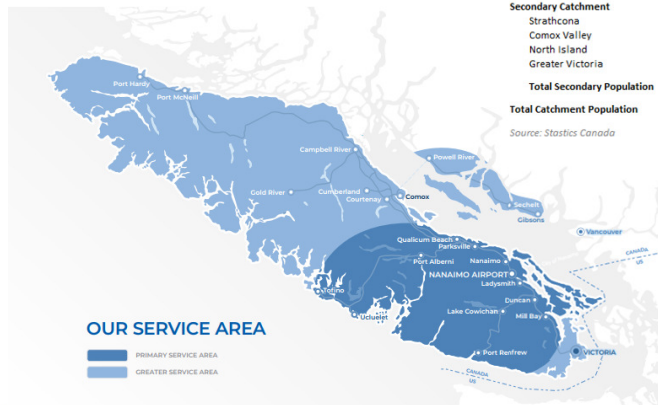 Secondary Catchment
Strathcona
Comox Valley
North Island
Greater Victoria
Total Secondary Population
Total Catchment Population
Source: Stastics Canada
Port Hardy
Port McNeill
Campbell River
Powell River
Gold River
Cumberland
Courtenay
Comox
Sechelt
Gibsons
Vancouver
Qualicum Beach
Parksville
Port Alberni
Nanaimo
NANAIMO AIRPORT
Ladysmith
CANADA
US
Tofino
Ucluelet
Duncan
Lake Cowichan
Mill Bay
Port Renfrew
VICTORIA
CANADA
US
OUR SERVICE AREA
PRIMARY SERVICE AREA
GREATER SERVICE AREA